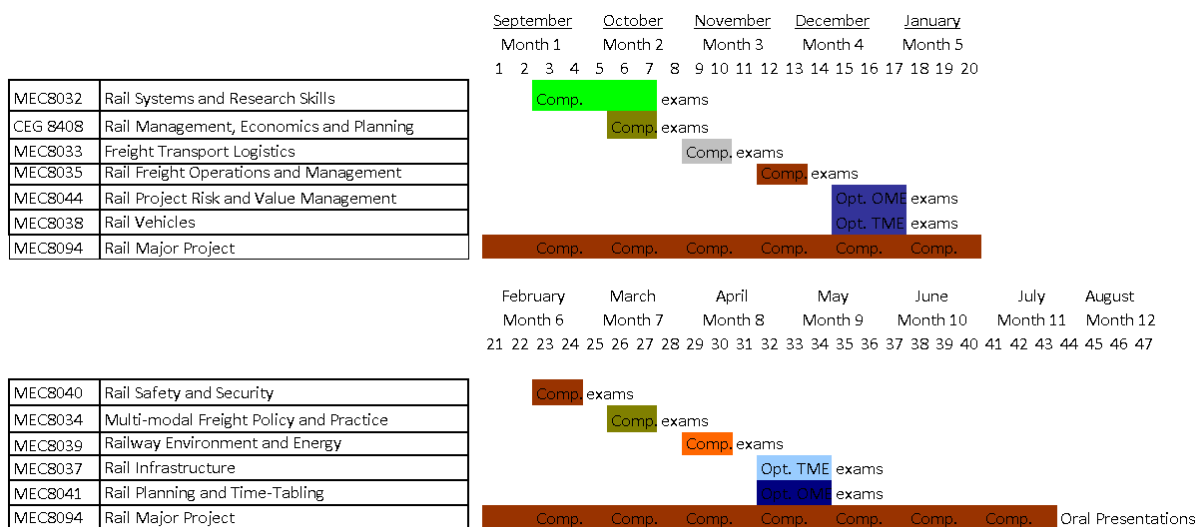 September October November December January
Month 1 Month 2 Month 3 Month 4 Month 5
1 2 3 4 5 6 7 8 9 10 11 12 13 14 15 16 17 18 19 20
MEC8032 Rail Systems and Research Skills Comp. exams
CEG 8408 Rail Management, Economics and Planning Comp. exams
MEC8033 Freight Transport Logistics Comp. exams
MEC8035 Rail Freight Operations and Management Comp. exams
MEC8044 Rail Project Risk and Value Management Opt. OME exams
MEC8038 Rail Vehicles Opt. TME exams
MEC8094 Rail Major Project Comp. Comp. Comp. Comp. Comp. Comp.
February March April May June July August
Month 6 Month 7 Month 8 Month 9 Month 10 Month 11 Month 12
21 22 23 24 25 26 27 28 29 30 31 32 33 34 35 36 37 38 39 40 41 42 43 44 45 46 47
MEC8040 Rail Safety and Security Comp. exams
MEC8034 Multi-modal Freight Policy and Practice Comp. exams
MEC8039 Railway Environment and Energy Comp. exams
MEC8037 Rail Infrastructure Opt. TME exams
MEC8041 Rail Planning and Time-Tabling Opt. OME exams
MEC8094 Rail Major Project Comp. Comp. Comp. Comp. Comp. Comp. Comp. Oral Presentations